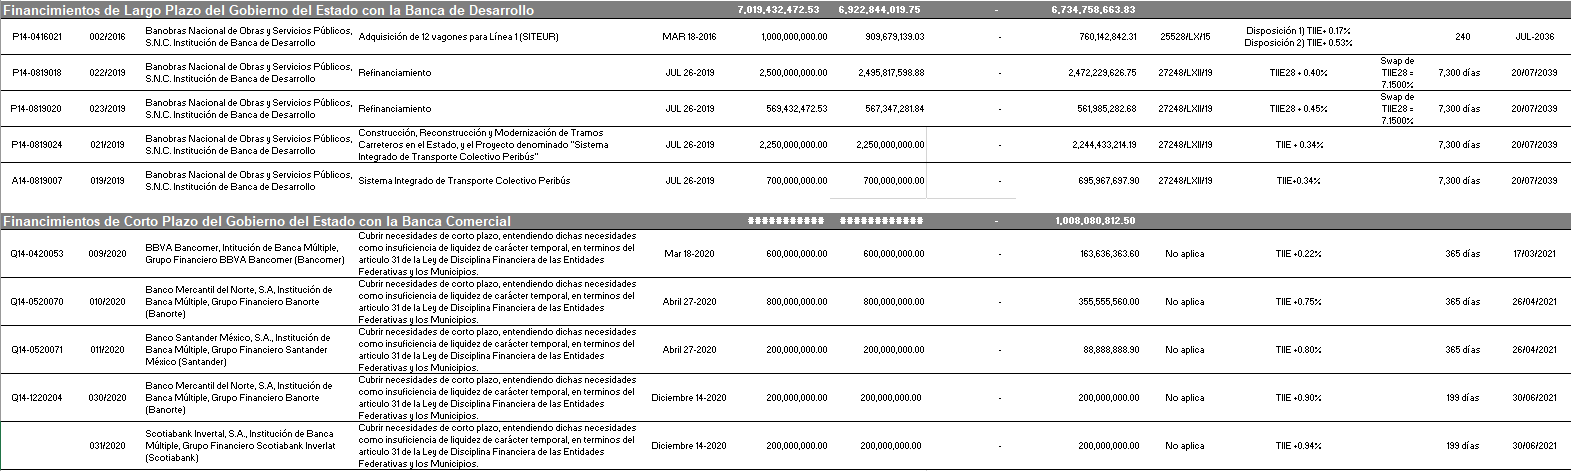 Financimientos de Largo Plazo del Gobierno del Estado con la Banca de Desarrollo 7,019,432,472.53 6,922,844,019.75 - 6,734,758,663.83
P14-0416021 002/2016 Banobras Nacional de Obras y Servicios Públicos, S.N.C. Institución de Banca de Desarrollo Adquisición de 12 vagones para Línea 1 (SITEUR) MAR 18-2016 1,000,000,000.00 909,679,139.03 - 760,142,842.31 25528/LX/15 Disposición 1) TIIE+ 0.17% Disposición 2) TIIE+ 0.53% 240 JUL-2036
P14-0819018 022/2019 Banobras Nacional de Obras y Servicios Públicos, S.N.C. Institución de Banca de Desarrollo Refinanciamiento JUL 26-2019 2,500,000,000.00 2,495,817,598.88 - 2,472,229,626.75 27248/LXII/19 TIIE28 + 0.40% Swap de TIIE28 = 7.1500% 7,300 días 20/07/2039
P14-0819020 023/2019 Banobras Nacional de Obras y Servicios Públicos, S.N.C. Institución de Banca de Desarrollo Refinanciamiento JUL 26-2019 569,432,472.53 567,347,281.84 - 561,985,282.68 27248/LXII/19 TIIE28 + 0.45% Swap de TIIE28 = 7.1500% 7,300 días 20/07/2039
P14-0819024 021/2019 Banobras Nacional de Obras y Servicios Públicos, S.N.C. Institución de Banca de Desarrollo Construcción, Reconstrucción y Modernización de Tramos Carreteros en el Estado, y el Proyecto denominado "Sistema Integrado de Transporte Colectivo Peribús" JUL 26-2019 2,250,000,000.00 2,250,000,000.00 - 2,244,433,214.19 27248/LXII/19 TIIE + 0.34% 7,300 días 20/07/2039
A14-0819007 019/2019 Banobras Nacional de Obras y Servicios Públicos, S.N.C. Institución de Banca de Desarrollo Sistema Integrado de Transporte Colectivo Peribús JUL 26-2019 700,000,000.00 700,000,000.00 - 695,967,697.90 27248/LXII/19 TIIE+0.34% 7,300 días 20/07/2039
Financimientos de Corto Plazo del Gobierno del Estado con la Banca Comercial ########### ############ - 1,008,080,812.50
Q14-0420053 009/2020 BBVA Bancomer, Intitución de Banca Múltiple, Grupo Financiero BBVA Bancomer (Bancomer) Cubrir necesidades de corto plazo, entendiendo dichas necesidades como insuficiencia de liquidez de carácter temporal, en terminos del articulo 31 de la Ley de Disciplina Financiera de las Entidades Federativas y los Municipios. Mar 18-2020 600,000,000.00 600,000,000.00 - 163,636,363.60 No aplica TIIE +0.22% 365 días 17/03/2021
Q14-0520070 010/2020 Banco Mercantil del Norte, S.A, Institución de Banca Múltiple, Grupo Financiero Banorte (Banorte) Cubrir necesidades de corto plazo, entendiendo dichas necesidades como insuficiencia de liquidez de carácter temporal, en terminos del articulo 31 de la Ley de Disciplina Financiera de las Entidades Federativas y los Municipios. Abril 27-2020 800,000,000.00 800,000,000.00 - 355,555,560.00 No aplica TIIE +0.75% 365 días 26/04/2021
Q14-0520071 011/2020 Banco Santander México, S.A., Institución de Banca Múltiple, Grupo Financiero Santander México (Santander) Cubrir necesidades de corto plazo, entendiendo dichas necesidades como insuficiencia de liquidez de carácter temporal, en terminos del articulo 31 de la Ley de Disciplina Financiera de las Entidades Federativas y los Municipios. Abril 27-2020 200,000,000.00 200,000,000.00 - 88,888,888.90 No aplica TIIE +0.80% 365 días 26/04/2021
Q14-1220204 030/2020 Banco Mercantil del Norte, S.A, Institución de Banca Múltiple, Grupo Financiero Banorte (Banorte) Cubrir necesidades de corto plazo, entendiendo dichas necesidades como insuficiencia de liquidez de carácter temporal, en terminos del articulo 31 de la Ley de Disciplina Financiera de las Entidades Federativas y los Municipios. Diciembre 14-2020 200,000,000.00 200,000,000.00 - 200,000,000.00 No aplica TIIE +0.90% 199 días 30/06/2021
031/2020 Scotiabank Invertal, S.A., Institución de Banca Múltiple, Grupo Financiero Scotiabank Inverlat (Scotiabank) Cubrir necesidades de corto plazo, entendiendo dichas necesidades como insuficiencia de liquidez de carácter temporal, en terminos del articulo 31 de la Ley de Disciplina Financiera de las Entidades Federativas y los Municipios. Diciembre 14-2020 200,000,000.00 200,000,000.00 - 200,000,000.00 No aplica TIIE +0.94% 199 días 30/06/2021